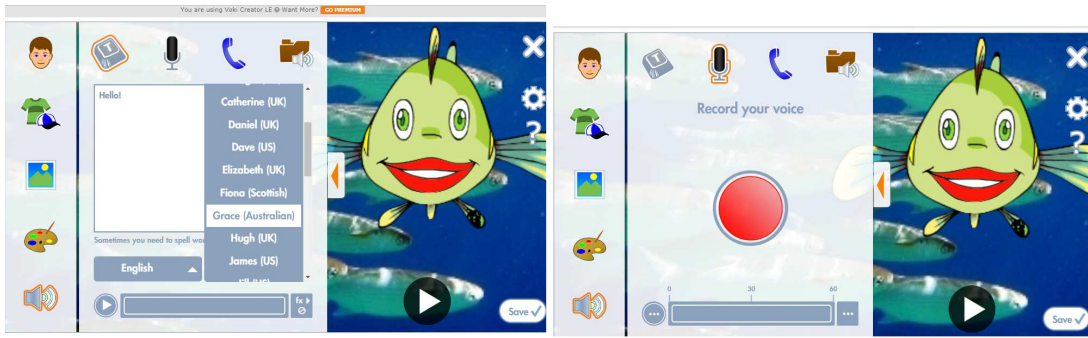 You are using Voki Creator LE Want More? GO PREMIUM
T
Hello!
Catherine (UK)
Daniel (UK)
Dave (US)
Elizabeth (UK)
Fiona (Scottish)
Grace (Australian)
Hugh (UK)
James (US)
Sometimes you need to spell
English
fx
?
Save
T
Record your voice
0 30 60
?
Save